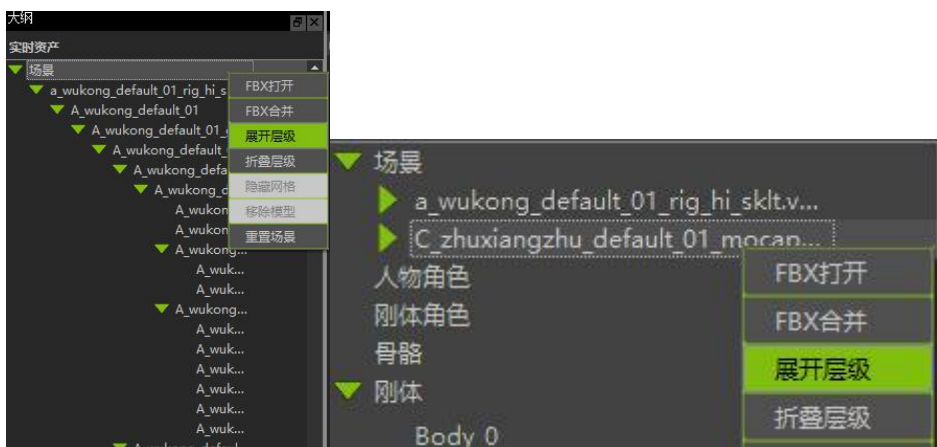 大纲
实时资产
场景
a_wukong_default_01_rig_hi_s
A_wukong_default_01
A_wukong_default_01_
A_wukong_default_
A_wukong_defa
A_wukong_d
A_wukon
A_wukon
A_wukong...
A_wuk...
A_wuk...
A_wukong...
A_wuk...
A_wuk...
A_wuk...
A_wuk...
A_wuk...
A_wuk...
A_wukong_defaul
FBX打开
FBX合并
展开层级
折叠层级
隐藏网格
移除模型
重置场景
场景
a_wukong_default_01_rig_hi_sklt.v...
C_zhuxiangzhu_default_01_mocap...
人物角色
刚体角色
骨骼
刚体
Body 0
FBX打开
FBX合并
展开层级
折叠层级